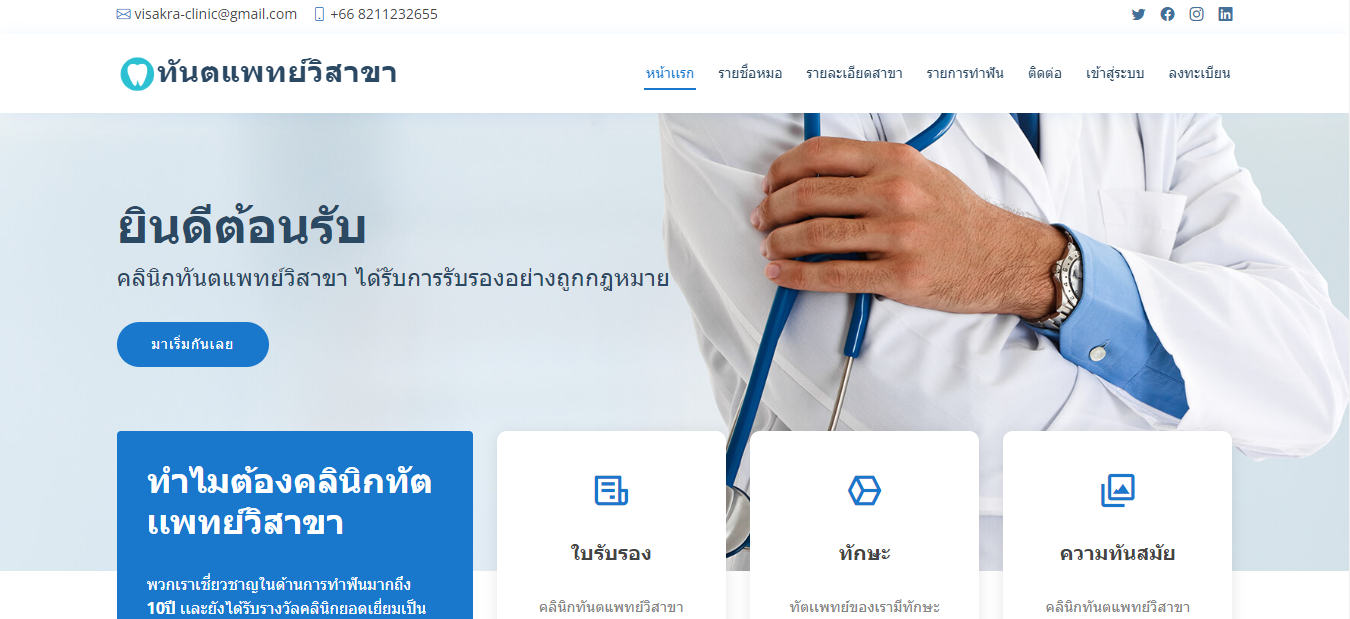 visakra-clinic@gmail.com +66 8211232655
ทันตแพทย์วิสาขา
หน้าแรก รายชื่อหมอ รายละเอียดสาขา รายการทำฟัน ติดต่อ เข้าสู่ระบบ ลงทะเบียน
ยินดีต้อนรับ
คลินิกทันตแพทย์วิสาขา ได้รับการรับรองอย่างถูกกฎหมาย
มาเริ่มกันเลย
ทำไมต้องคลินิกทัต
แพทย์วิสาขา
พวกเราเชี่ยวชาญในด้านการทำฟันมากถึง
10ปี และยังได้รับรางวัลคลินิกยอดเยี่ยมเป็น
ใบรับรอง
คลินิกทันตแพทย์วิสาขา
ทักษะ
ทัตแพทย์ของเรามีทักษะ
ความทันสมัย
คลินิกทันตแพทย์วิสาขา